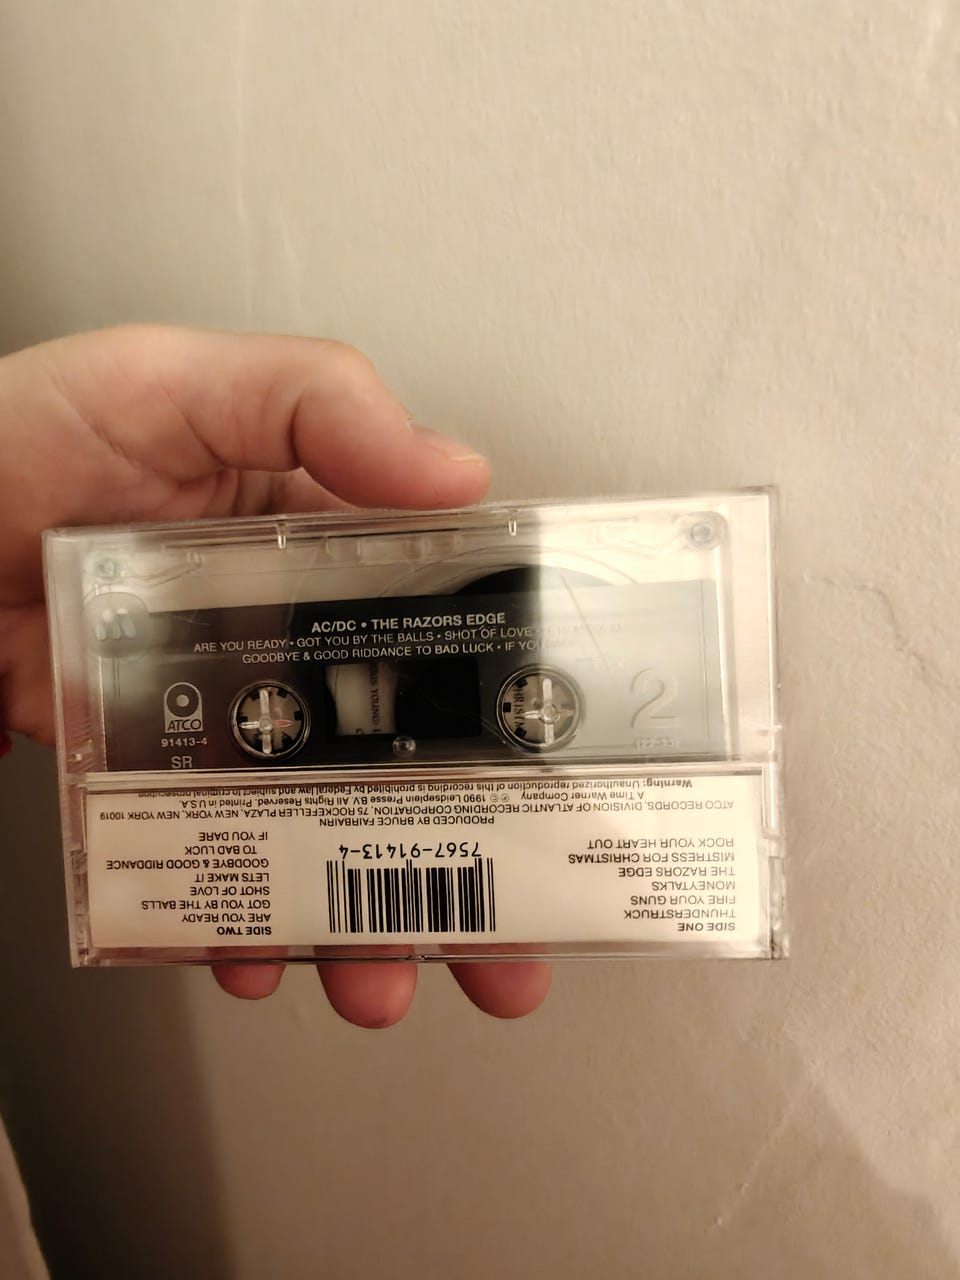 AC/DC • THE RAZORS EDGE
ARE YOU READY • GOT YOU BY THE BALLS • SHOT OF LOVE
GOODBYE & GOOD RIDDANCE TO BAD LUCK • IF YOU
ATCO
91413-4
SR
2
SIDE ONE
THUNDERSTRUCK
FIRE YOUR GUNS
MONEYTALKS
THE RAZORS EDGE
MISTRESS FOR CHRISTMAS
ROCK YOUR HEART OUT
7567-91413-4
SIDE TWO
ARE YOU READY
GOT YOU BY THE BALLS
SHOT OF LOVE
LETS MAKE IT
GOODBYE & GOOD RIDDANCE
TO BAD LUCK
IF YOU DARE
PRODUCED BY BRUCE FAIRBAIRN
ATCO RECORDS, DIVISION OF ATLANTIC RECORDING CORPORATION, 75 ROCKEFELLER PLAZA, NEW YORK, NEW YORK 10019
A Time Warner Company ©℗ 1990 Leidseplein Presse B.V. All Rights Reserved. Printed in U.S.A.
Warning: Unauthorized reproduction of this recording is prohibited by Federal law and subject to criminal prosecution